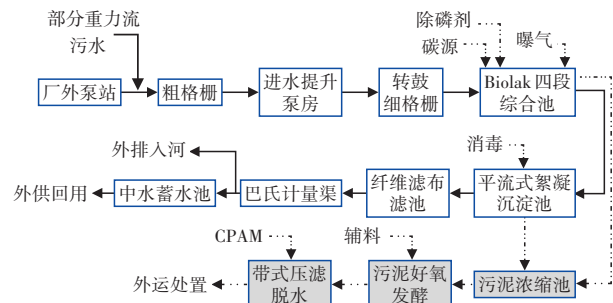 部分重力流
污水
除磷剂
碳源
曝气
厂外泵站
粗格栅
进水提升
泵房
转鼓
细格栅
Biolak 四段
综合池
外排入河
消毒
外供回用
中水蓄水池
巴氏计量渠
纤维滤布
滤池
平流式絮凝
沉淀池
CPAM
辅料
外运处置
带式压滤
脱水
污泥好氧
发酵
污泥浓缩池